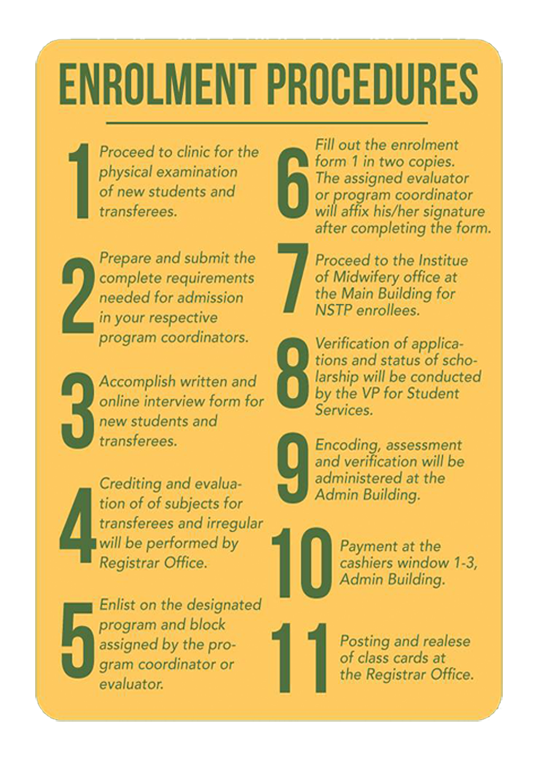 ENROLMENT PROCEDURES
1
Proceed to clinic for the
physical examination
of new students and
transferees.
2
Prepare and submit the
complete requirements
needed for admission
in your respective
program coordinators.
3
Accomplish written and
online interview form for
new students and
transferees.
4
Crediting and evalua-
tion of of subjects for
transferees and irregular
will be performed by
Registrar Office.
5
Enlist on the designated
program and block
assigned by the pro-
gram coordinator or
evaluator.
6
Fill out the enrolment
form 1 in two copies.
The assigned evaluator
or program coordinator
will affix his/her signature
after completing the form.
7
Proceed to the Institue
of Midwifery office at
the Main Building for
NSTP enrollees.
8
Verification of applica-
tions and status of scho-
larship will be conducted
by the VP for Student
Services.
9
Encoding, assessment
and verification will be
administered at the
Admin Building.
10
Payment at the
cashiers window 1-3,
Admin Building.
11
Posting and realese
of class cards at
the Registrar Office.